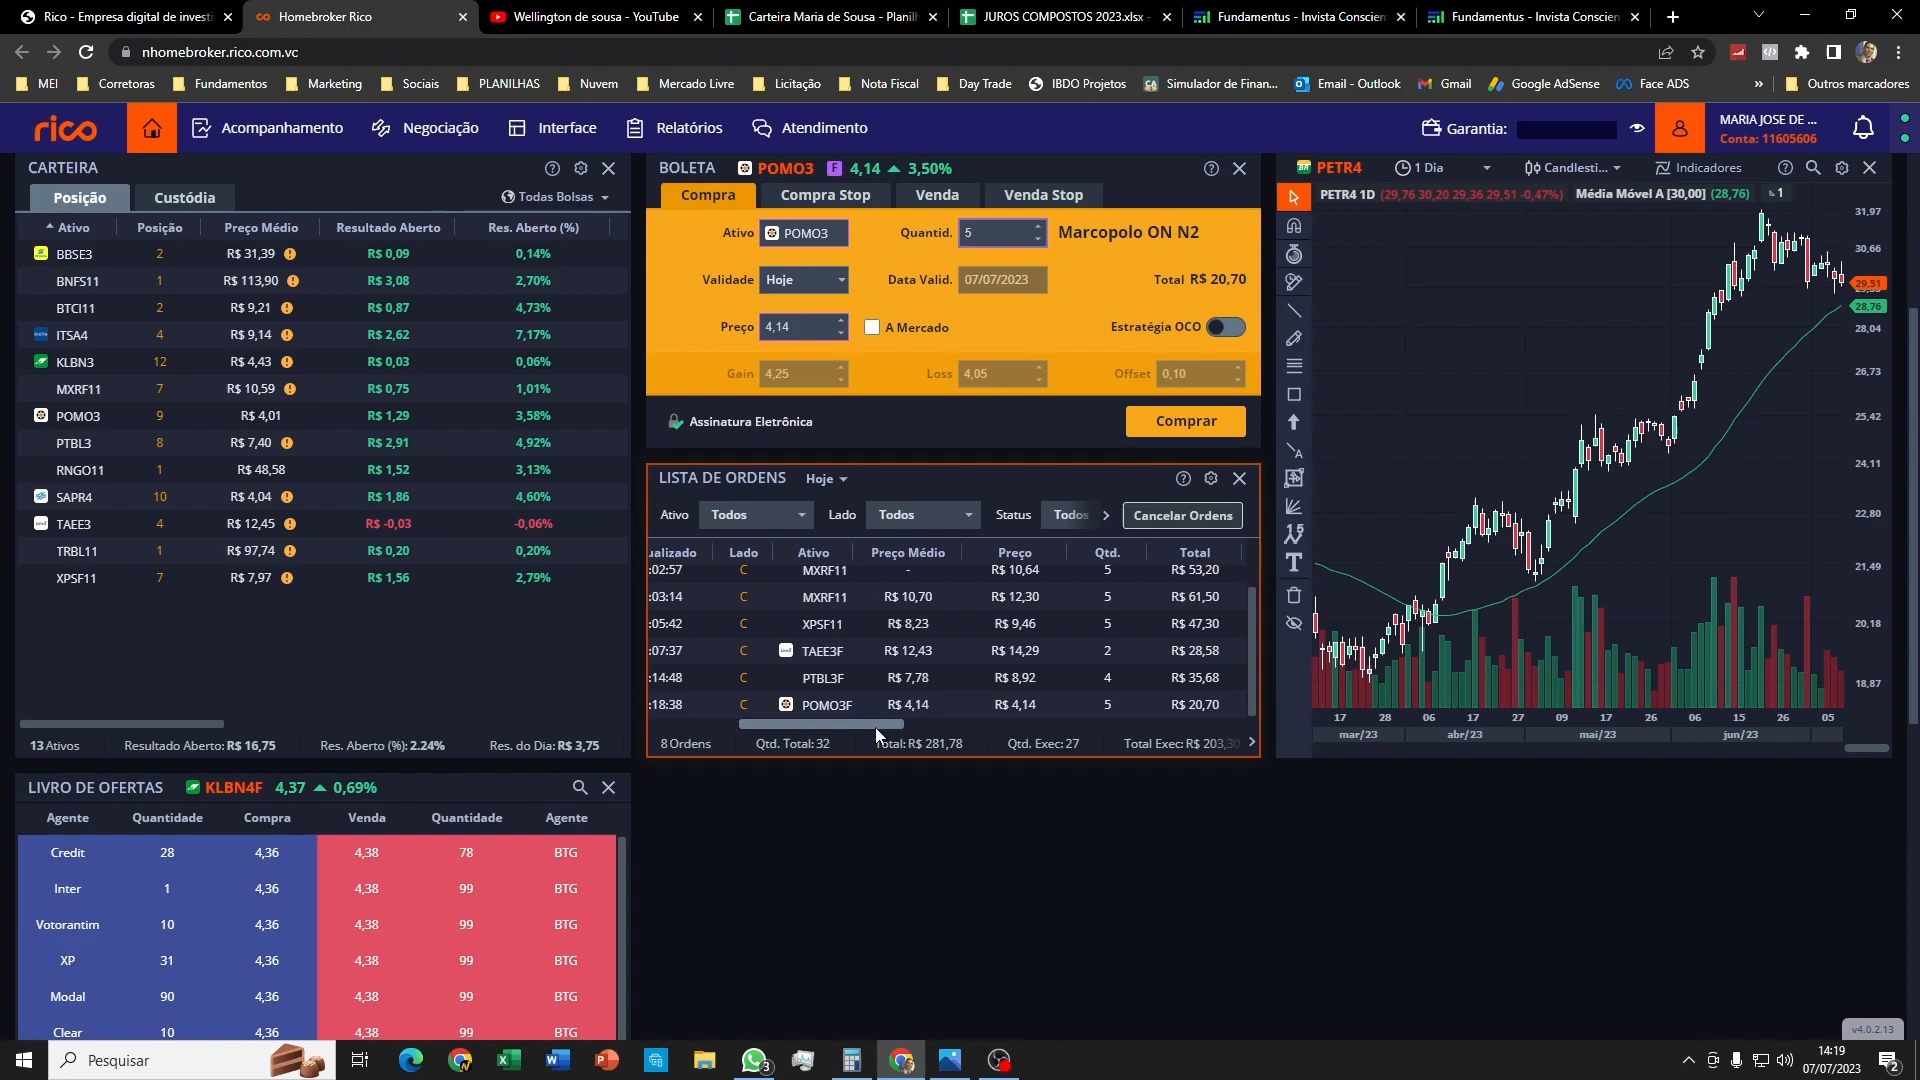 Rico - Empresa digital de investi
Homebroker Rico
Wellington de sousa - YouTube
Carteira Maria de Sousa - Planilh
JUROS COMPOSTOS 2023.xlsx -
Fundamentus - Invista Conscien
Fundamentus - Invista Conscien
nhomebroker.rico.com.vc
MEI
Corretoras
Fundamentos
Marketing
Sociais
PLANILHAS
Nuvem
Mercado Livre
Licitação
Nota Fiscal
Day Trade
IBDO Projetos
Simulador de Finan...
Email - Outlook
Gmail
Google AdSense
Face ADS
»
Outros marcadores
rico
Acompanhamento
Negociação
Interface
Relatórios
Atendimento
Garantia:
MARIA JOSE DE ...
Conta: 11605606
CARTEIRA
Posição Custódia Todas Bolsas
Ativo Posição Preço Médio Resultado Aberto Res. Aberto (%)
BBSE3 2 R$ 31,39 R$ 0,09 0,14%
BNFS11 1 R$ 113,90 R$ 3,08 2,70%
BTCI11 2 R$ 9,21 R$ 0,87 4,73%
ITSA4 4 R$ 9,14 R$ 2,62 7,17%
KLBN3 12 R$ 4,43 R$ 0,03 0,06%
MXRF11 7 R$ 10,59 R$ 0,75 1,01%
POMO3 9 R$ 4,01 R$ 1,29 3,58%
PTBL3 8 R$ 7,40 R$ 2,91 4,92%
RNGO11 1 R$ 48,58 R$ 1,52 3,13%
SAPR4 10 R$ 4,04 R$ 1,86 4,60%
TAEE3 4 R$ 12,45 R$ -0,03 -0,06%
TRBL11 1 R$ 97,74 R$ 0,20 0,20%
XPSF11 7 R$ 7,97 R$ 1,56 2,79%
13 Ativos Resultado Aberto: R$ 16,75 Res. Aberto (%): 2.24% Res. do Dia: R$ 3,75
BOLETA POMO3 F 4,14 3,50%
Compra Compra Stop Venda Venda Stop
Ativo POMO3 Quantid. 5 Marcopolo ON N2
Validade Hoje Data Valid. 07/07/2023 Total R$ 20,70
Preço 4,14 A Mercado Estratégia OCO
Gain 4,25 Loss 4,05 Offset 0,10
Assinatura Eletrônica Comprar
LISTA DE ORDENS Hoje
Ativo Todos Lado Todos Status Todos Cancelar Ordens
ualizado Lado Ativo Preço Médio Preço Qtd. Total
:02:57 C MXRF11 - R$ 10,64 5 R$ 53,20
:03:14 C MXRF11 R$ 10,70 R$ 12,30 5 R$ 61,50
:05:42 C XPSF11 R$ 8,23 R$ 9,46 5 R$ 47,30
:07:37 C TAEE3F R$ 12,43 R$ 14,29 2 R$ 28,58
:14:48 C PTBL3F R$ 7,78 R$ 8,92 4 R$ 35,68
:18:38 C POMO3F R$ 4,14 R$ 4,14 5 R$ 20,70
8 Ordens Qtd. Total: 32 Total: R$ 281,78 Qtd. Exec: 27 Total Exec: R$ 203,30
PETR4 1 Dia Candlesti... Indicadores
PETR4 1D (29,76 30,20 29,36 29,51 -0,47%) Média Móvel A [30,00] (28,76) 1
31,97
30,66
29,51
28,76
28,04
26,73
25,42
24,11
22,80
21,49
20,18
18,87
17 28 06 17 27 09 17 26 06 15 26 05
mar/23 abr/23 mai/23 jun/23
LIVRO DE OFERTAS KLBN4F 4,37 0,69%
Agente Quantidade Compra Venda Quantidade Agente
Credit 28 4,36 4,38 78 BTG
Inter 1 4,36 4,38 99 BTG
Votorantim 10 4,36 4,38 99 BTG
XP 31 4,36 4,38 99 BTG
Modal 90 4,36 4,38 99 BTG
Clear 10 4,36 4,38 99 BTG
v4.0.2.13
Pesquisar
3
14:19
07/07/2023
2